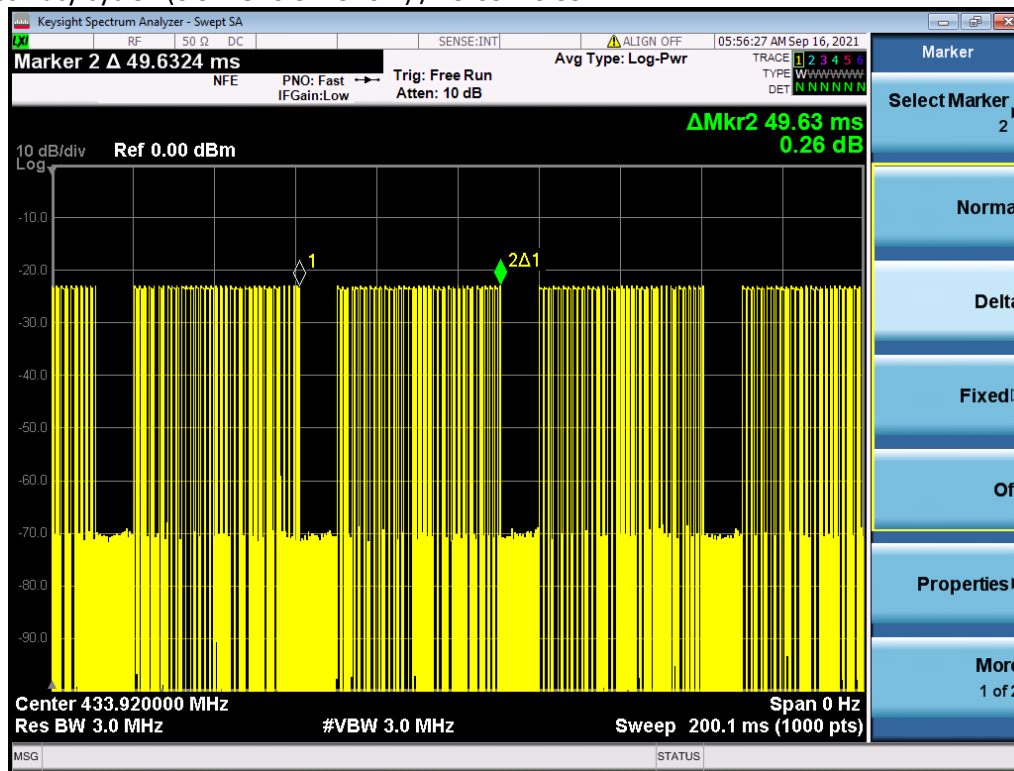 Keysight Spectrum Analyzer - Swept SA
LXI RF 50 Ω DC SENSE:INT ALIGN OFF 05:56:27 AM Sep 16, 2021
Marker 2 Δ 49.6324 ms
NFE
PNO: Fast
IFGain:Low
Trig: Free Run
Atten: 10 dB
Avg Type: Log-Pwr
TRACE 1 2 3 4 5 6
TYPE W
DET N N N N N N
ΔMkr2 49.63 ms
0.26 dB
10 dB/div Ref 0.00 dBm
Log
-10.0
-20.0
-30.0
-40.0
-50.0
-60.0
-70.0
-80.0
-90.0
1
2Δ1
Center 433.920000 MHz Span 0 Hz
Res BW 3.0 MHz #VBW 3.0 MHz Sweep 200.1 ms (1000 pts)
MSG STATUS
Marker
Select Marker
2
Norma
Delta
Fixed
Of
Properties
More
1 of 2